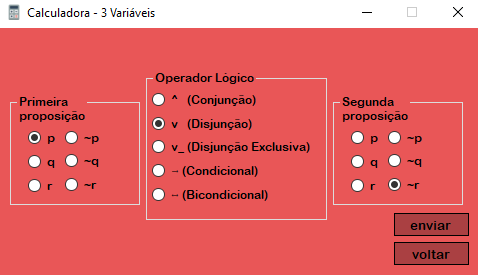 Calculadora - 3 Variáveis
Primeira
proposição
p ~p
q ~q
r ~r
Operador Lógico
^ (Conjunção)
v (Disjunção)
v_ (Disjunção Exclusiva)
→ (Condicional)
↔ (Bicondicional)
Segunda
proposição
p ~p
q ~q
r ~r
enviar
voltar